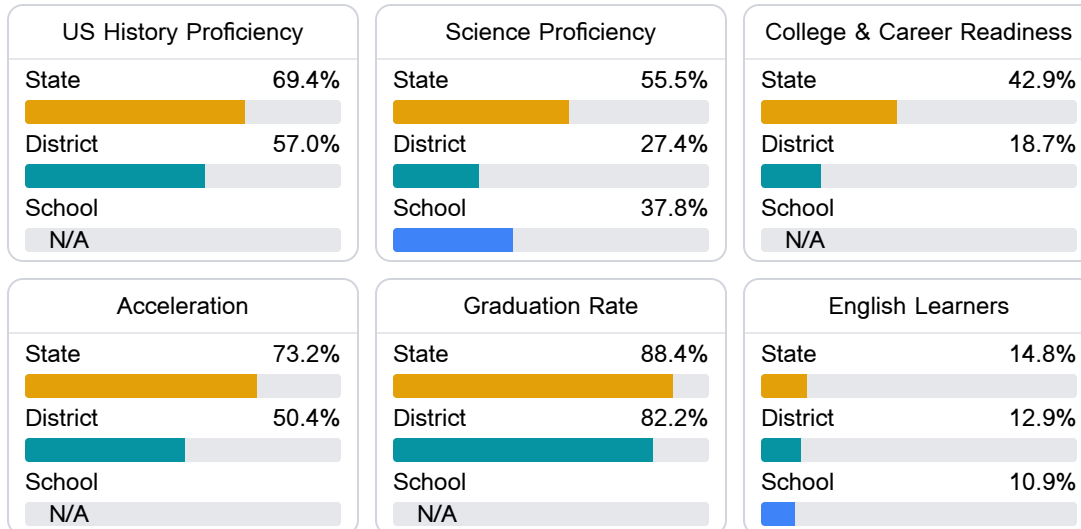 US History Proficiency
State 69.4%
District 57.0%
School
N/A
Science Proficiency
State 55.5%
District 27.4%
School 37.8%
College & Career Readiness
State 42.9%
District 18.7%
School
N/A
Acceleration
State 73.2%
District 50.4%
School
N/A
Graduation Rate
State 88.4%
District 82.2%
School
N/A
English Learners
State 14.8%
District 12.9%
School 10.9%